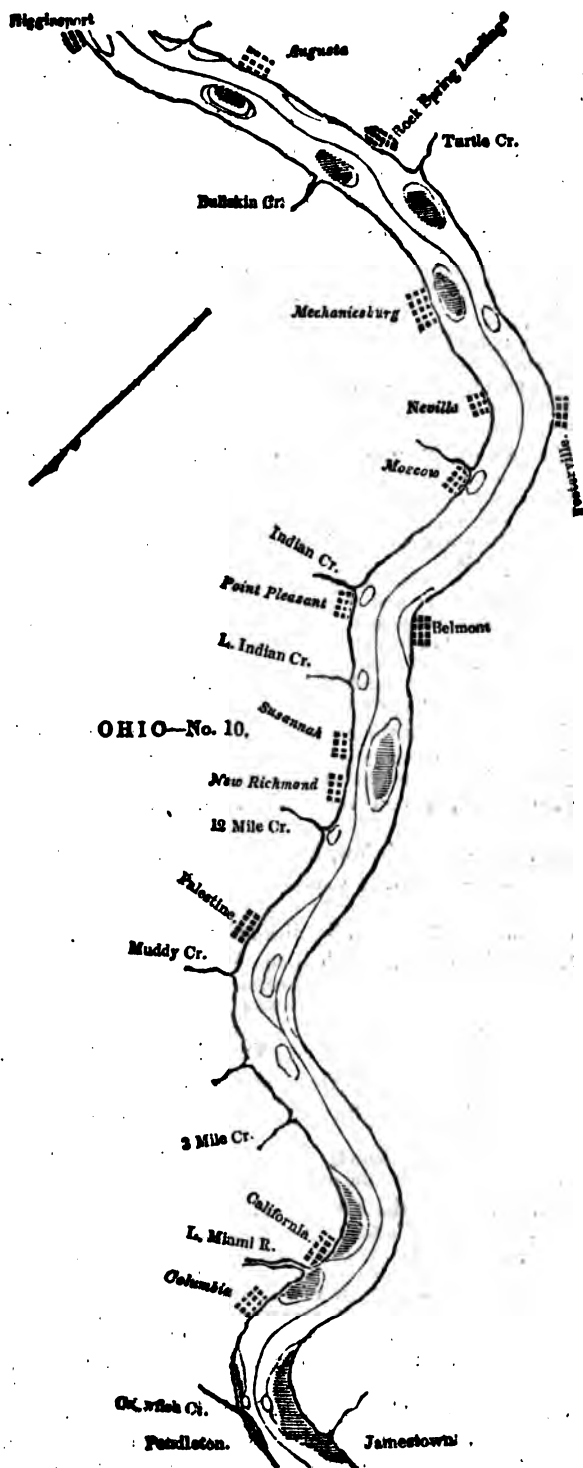 Higginsport
Augusta
Rock Spring Landing
Turtle Cr.
Bullskin Cr.
Mechanicsburg
Nevilla
Fosterville.
Moscow
Indian Cr.
Point Pleasant
Belmont
L. Indian Cr.
Susannah
OHIO—No. 10.
New Richmond
12 Mile Cr.
Palestine.
Muddy Cr.
3 Mile Cr.
California.
L. Miami R.
Columbia
Pendleton.
Jamestown